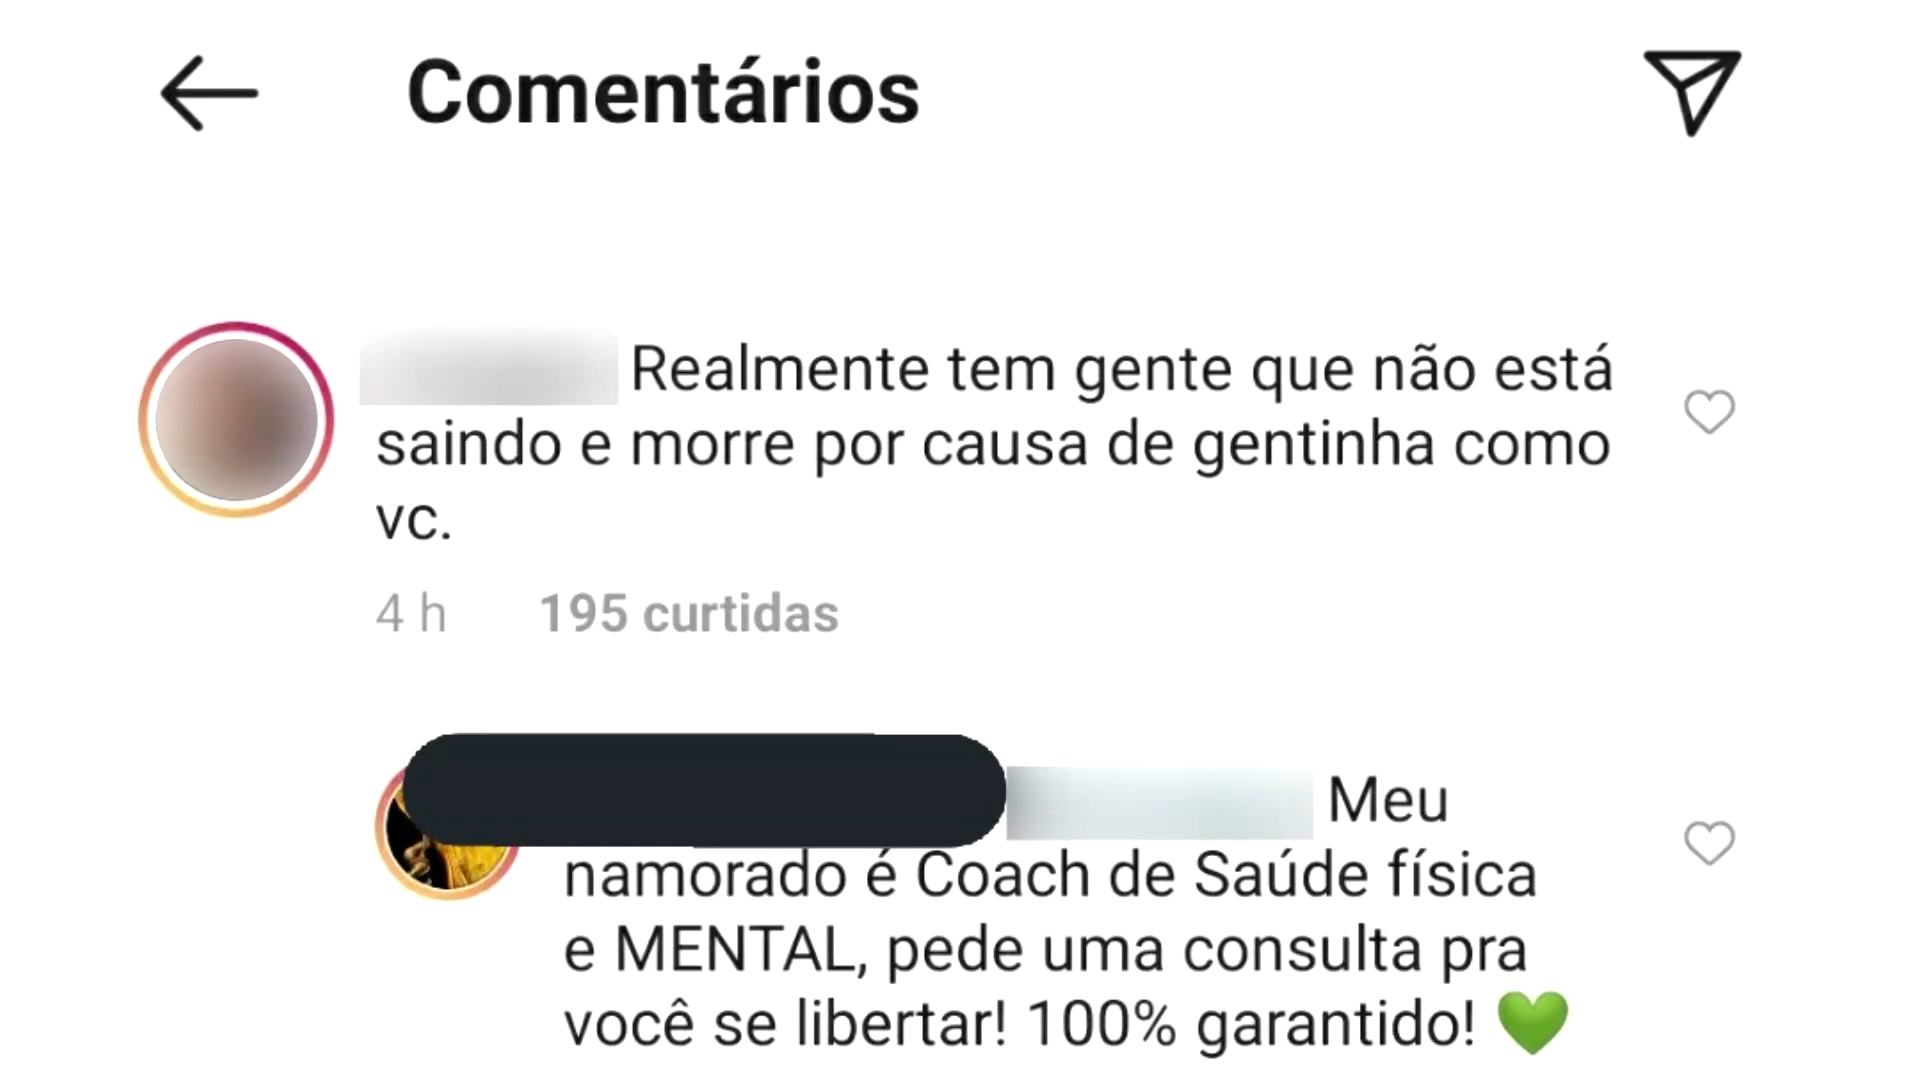 Comentários
Realmente tem gente que não está
saindo e morre por causa de gentinha como
vc.
4 h 195 curtidas
Meu
namorado é Coach de Saúde física
e MENTAL, pede uma consulta pra
você se libertar! 100% garantido! 💚